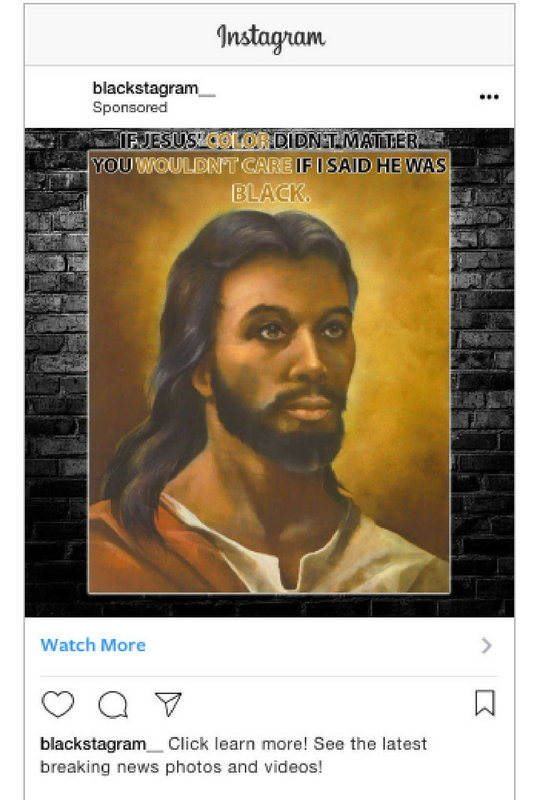 Instagram
blackstagram__
Sponsored
IF JESUS' COLOR DIDN'T MATTER
YOU WOULDN'T CARE IF I SAID HE WAS
BLACK.
Watch More
blackstagram__ Click learn more! See the latest
breaking news photos and videos!